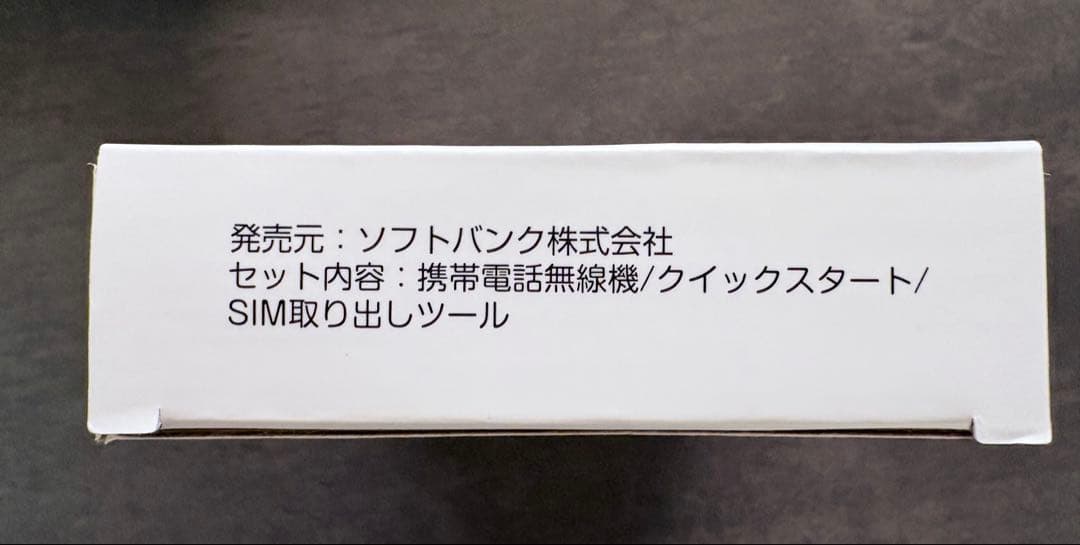 発売元：ソフトバンク株式会社
セット内容：携帯電話無線機/クイックスタート/
SIM取り出しツール